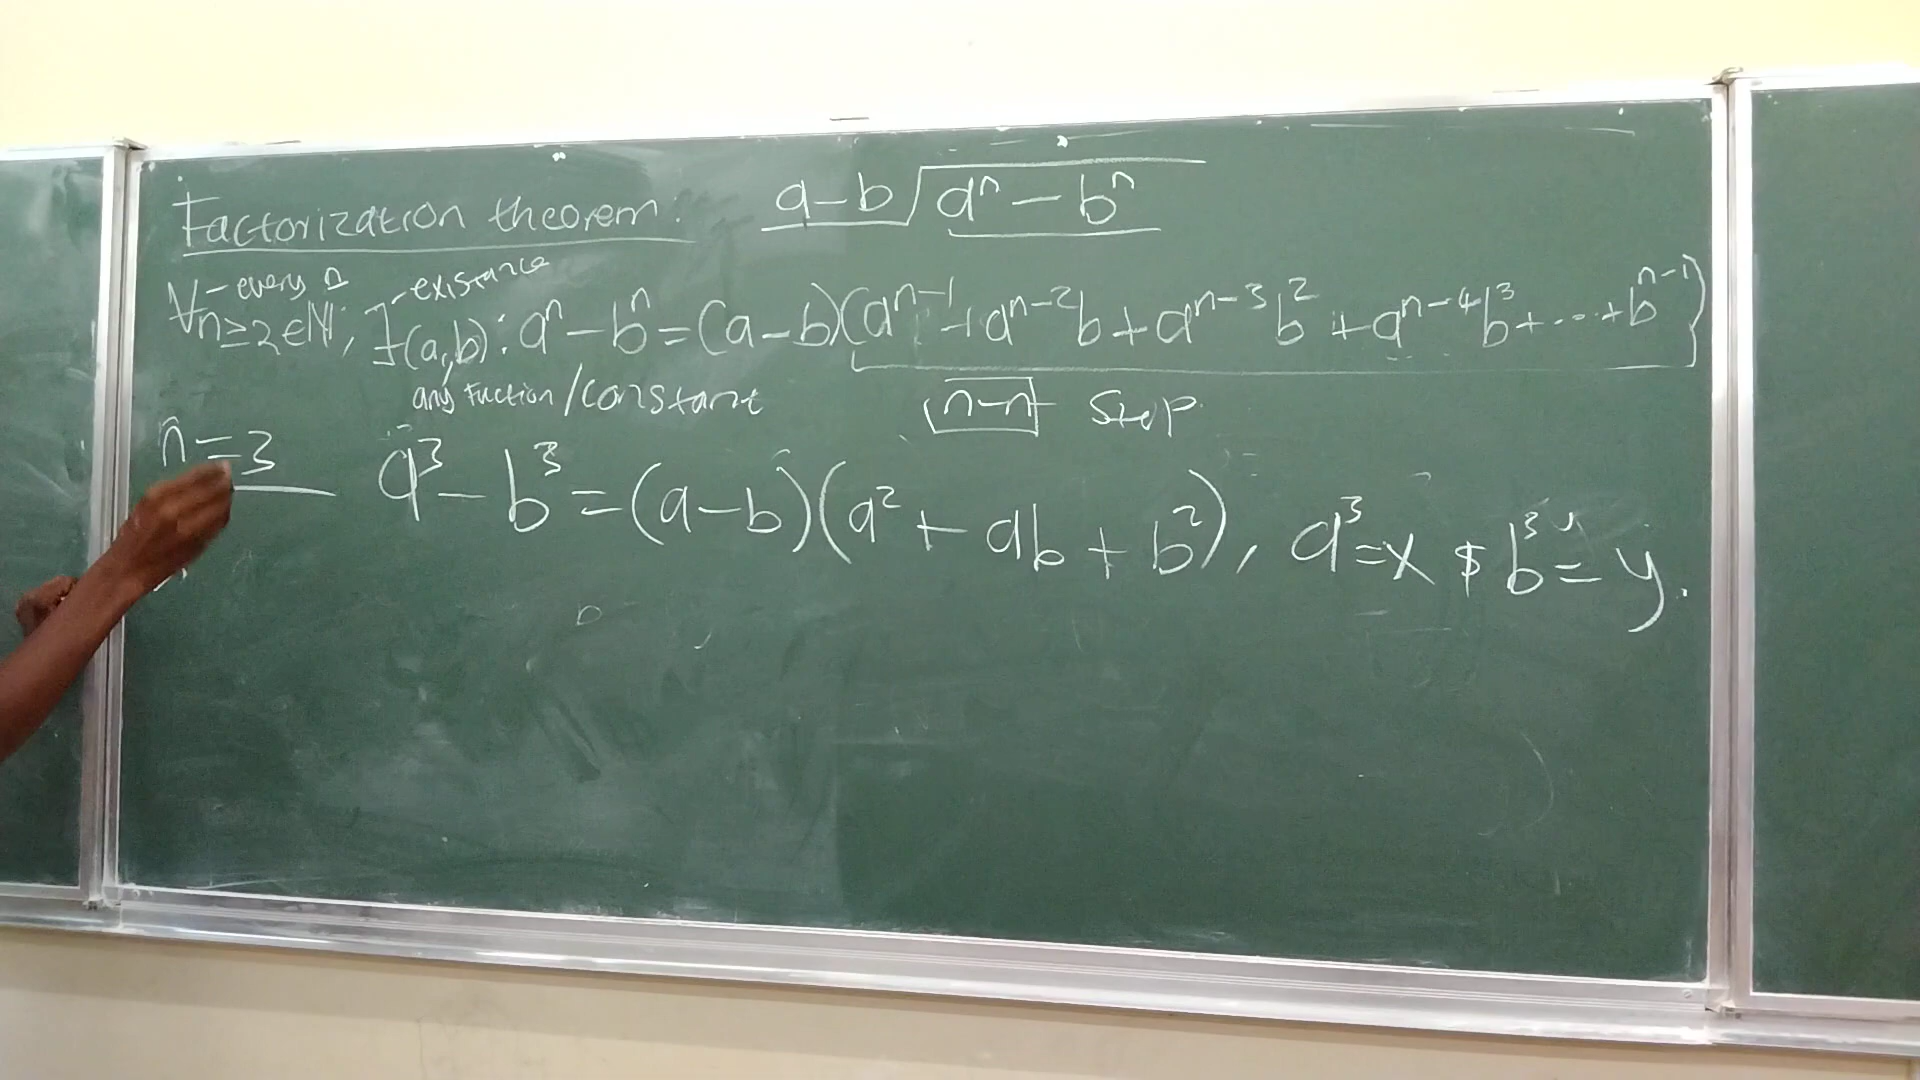 Factorization theorem: a-b √aⁿ - bⁿ
- every n - existance
∀n≥2∈ℕ; ∃(a,b): aⁿ - bⁿ = (a-b)(aⁿ⁻¹ + aⁿ⁻²b + aⁿ⁻³b² + aⁿ⁻⁴b³ + ... + bⁿ⁻¹)
any fuction/constant n-n Stop
n=3 a³ - b³ = (a-b)(a² + ab + b²), a³=x $ b³=y.